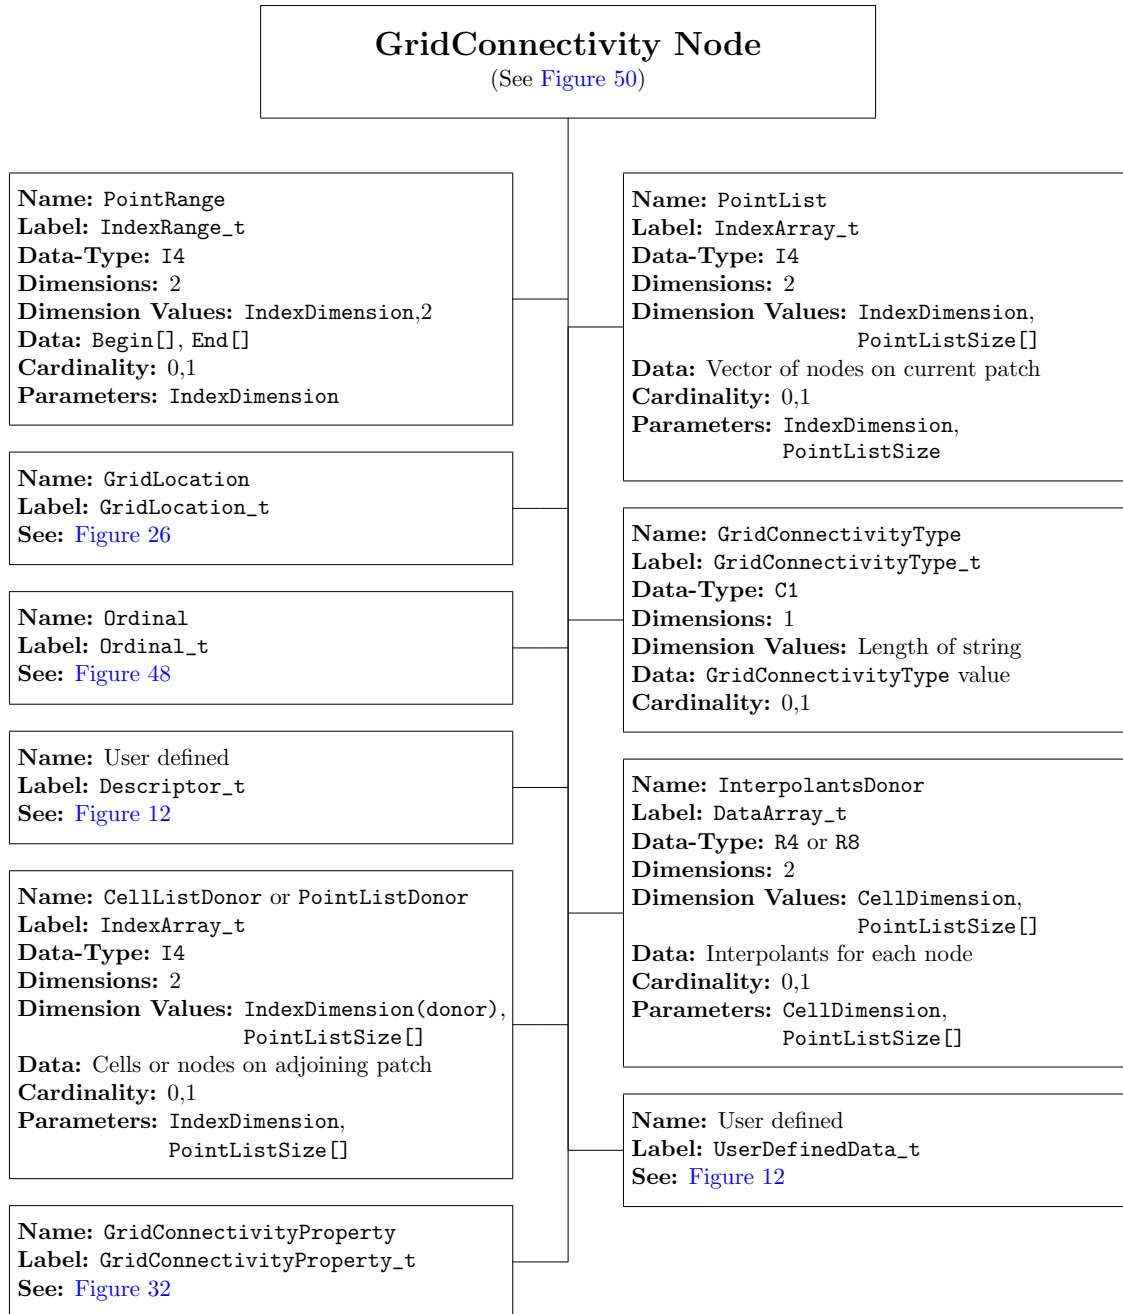 GridConnectivity Node
(See Figure 50)
Name: PointRange
Label: IndexRange_t
Data-Type: I4
Dimensions: 2
Dimension Values: IndexDimension,2
Data: Begin[], End[]
Cardinality: 0,1
Parameters: IndexDimension
Name: GridLocation
Label: GridLocation_t
See: Figure 26
Name: Ordinal
Label: Ordinal_t
See: Figure 48
Name: User defined
Label: Descriptor_t
See: Figure 12
Name: CellListDonor or PointListDonor
Label: IndexArray_t
Data-Type: I4
Dimensions: 2
Dimension Values: IndexDimension(donor),
PointListSize[]
Data: Cells or nodes on adjoining patch
Cardinality: 0,1
Parameters: IndexDimension,
PointListSize[]
Name: GridConnectivityProperty
Label: GridConnectivityProperty_t
See: Figure 32
Name: PointList
Label: IndexArray_t
Data-Type: I4
Dimensions: 2
Dimension Values: IndexDimension,
PointListSize[]
Data: Vector of nodes on current patch
Cardinality: 0,1
Parameters: IndexDimension,
PointListSize
Name: GridConnectivityType
Label: GridConnectivityType_t
Data-Type: C1
Dimensions: 1
Dimension Values: Length of string
Data: GridConnectivityType value
Cardinality: 0,1
Name: InterpolantsDonor
Label: DataArray_t
Data-Type: R4 or R8
Dimensions: 2
Dimension Values: CellDimension,
PointListSize[]
Data: Interpolants for each node
Cardinality: 0,1
Parameters: CellDimension,
PointListSize[]
Name: User defined
Label: UserDefinedData_t
See: Figure 12